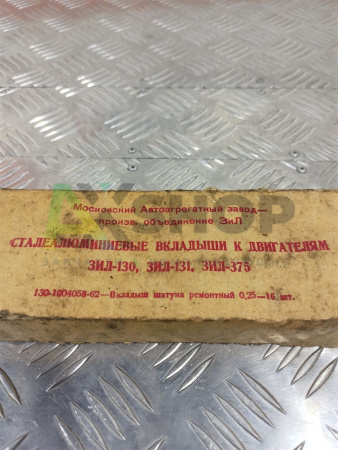 Московский Автоагрегатный завод—
произв. объединение ЗиЛ
СТАЛЕАЛЮМИНИЕВЫЕ ВКЛАДЫШИ К ДВИГАТЕЛЯМ
ЗИЛ-130, ЗИЛ-131, ЗИЛ-375
130-1004058-62—Вкладыш шатуна ремонтный 0,25—16 шт.